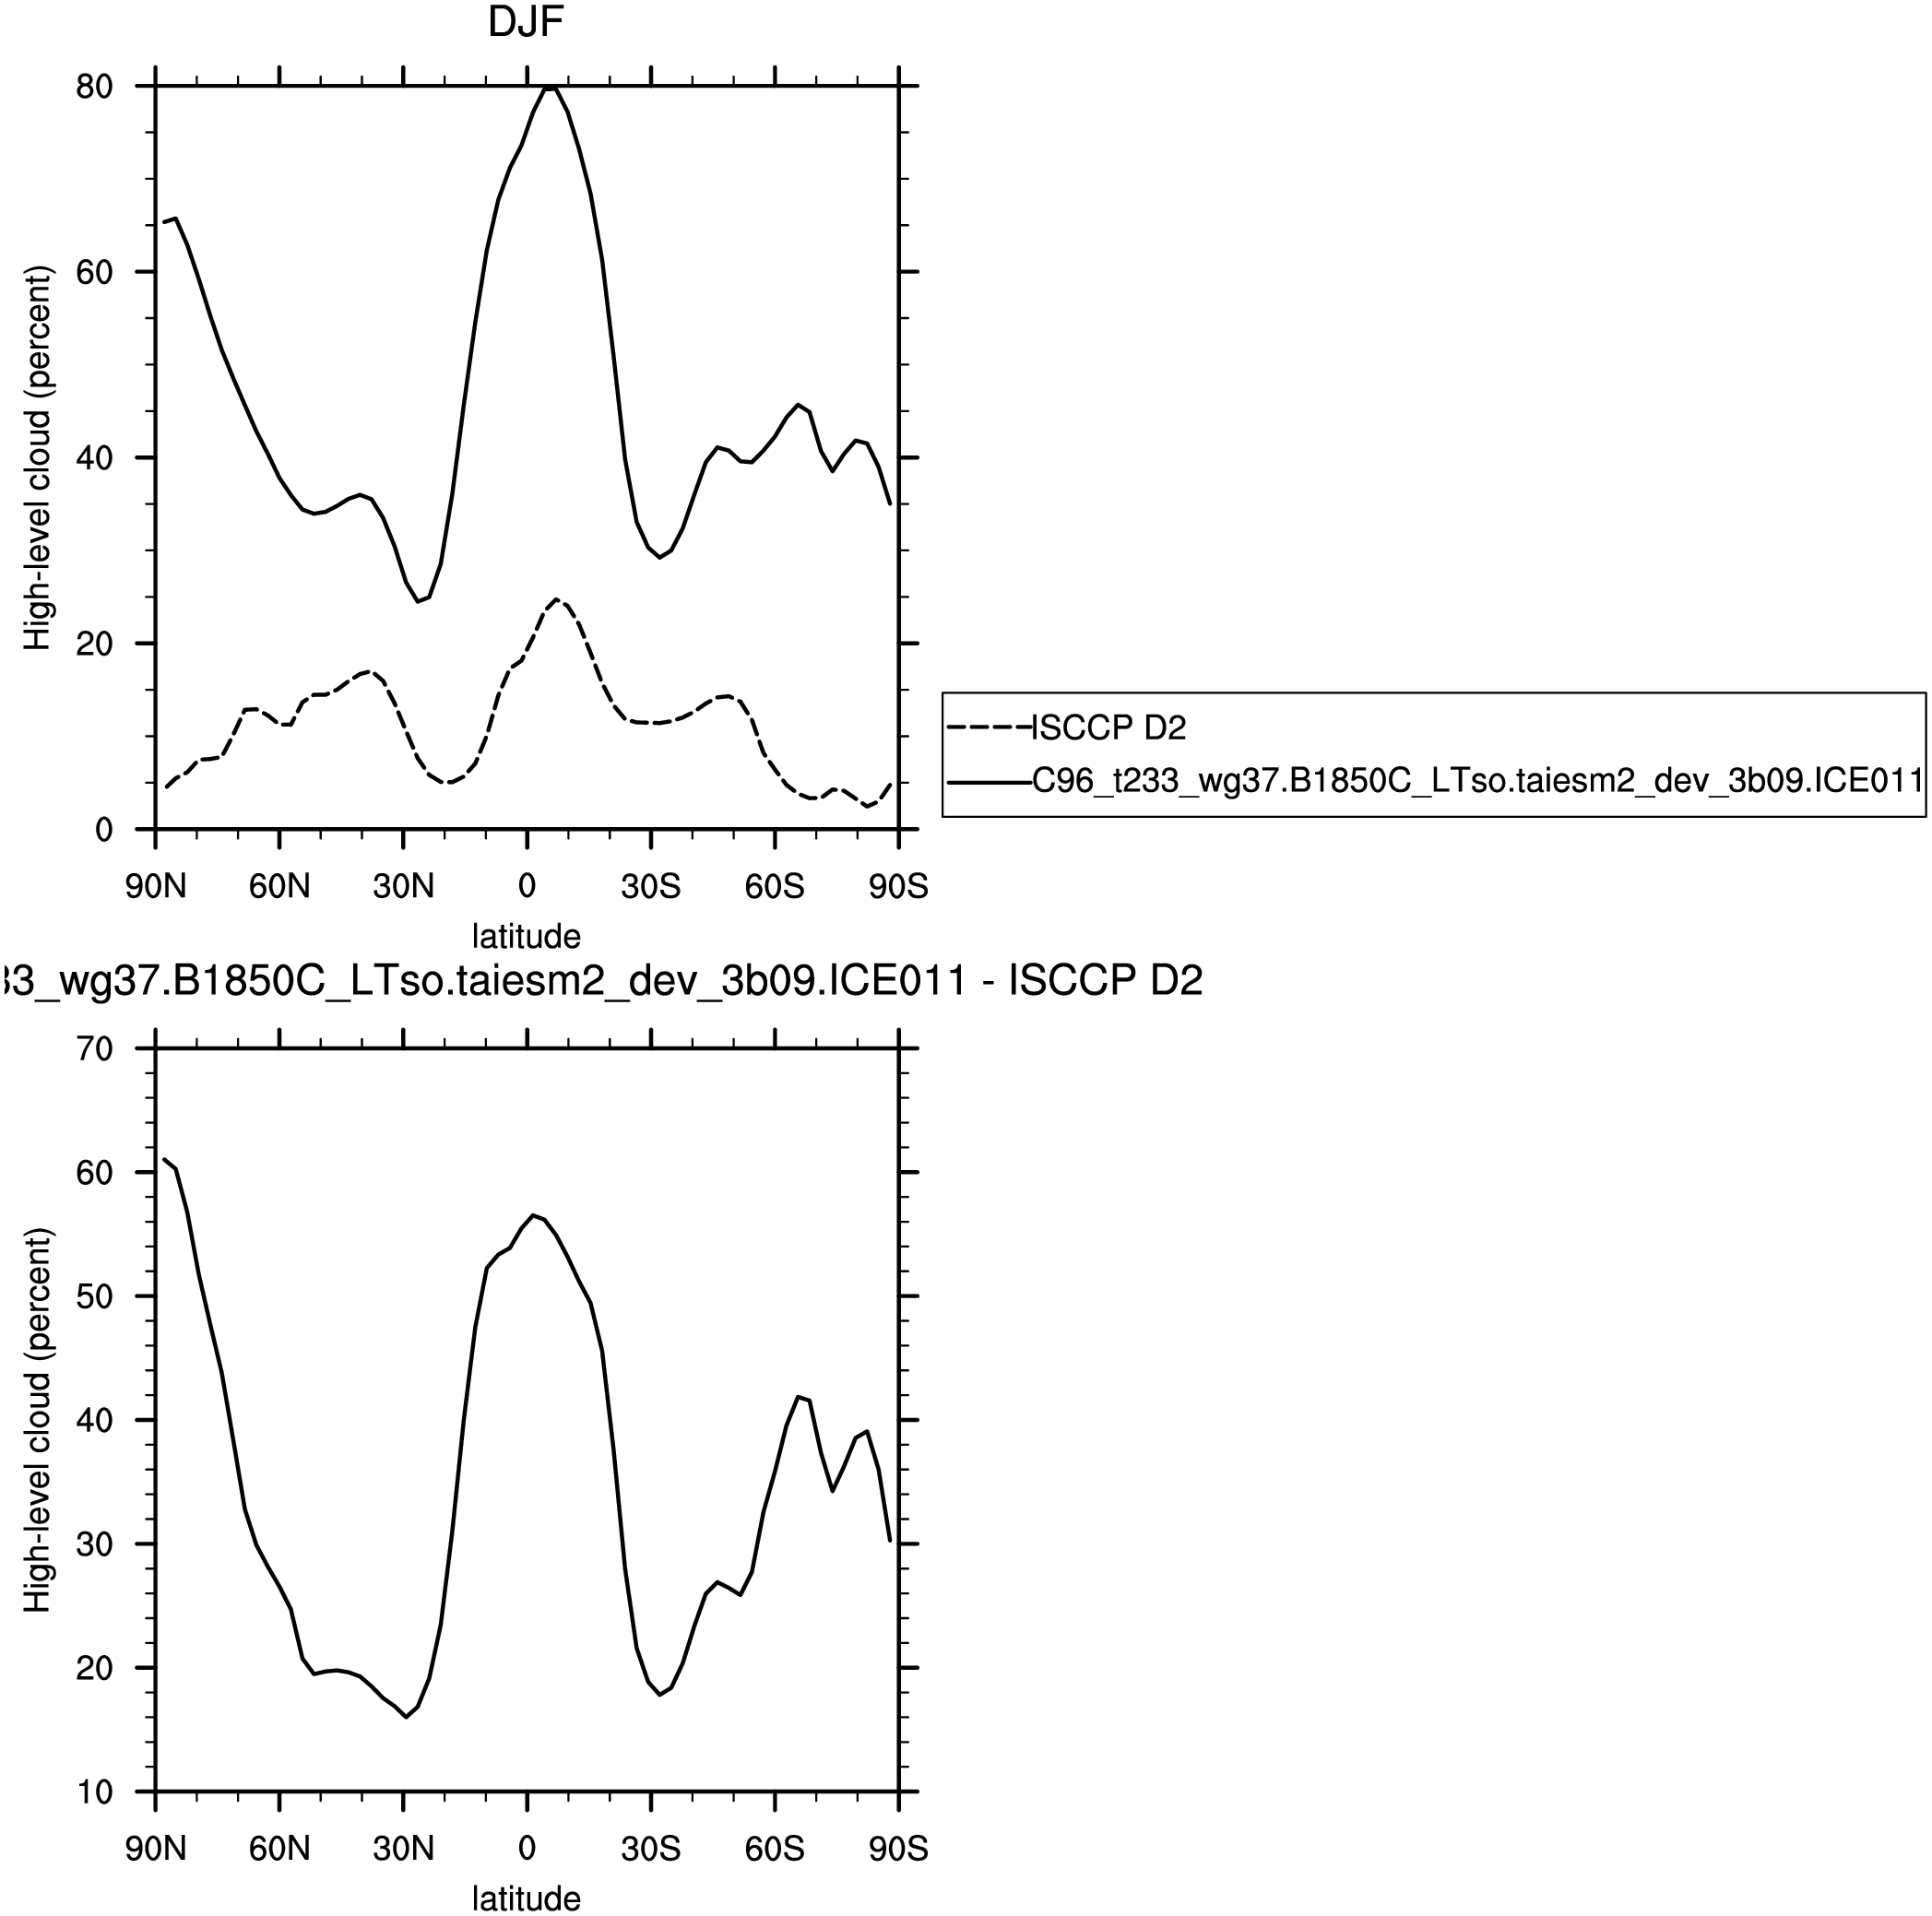 DJF
High-level cloud (percent)
80
60
40
20
0
90N 60N 30N 0 30S 60S 90S
latitude
ISCCP D2
C96_t233_wg37.B1850C_LTso.taiesm2_dev_3b09.ICE011
33_wg37.B1850C_LTso.taiesm2_dev_3b09.ICE011 - ISCCP D2
High-level cloud (percent)
70
60
50
40
30
20
10
90N 60N 30N 0 30S 60S 90S
latitude